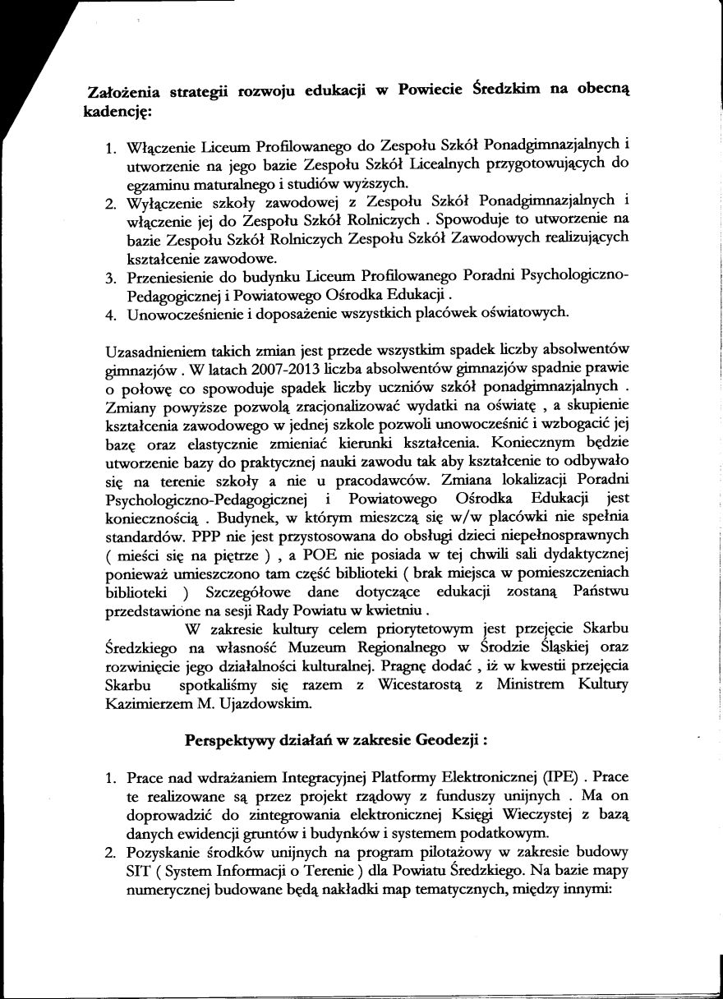 Założenia strategii rozwoju edukacji w Powiecie Średzkim na obecną
kadencję:
1. Włączenie Liceum Profilowanego do Zespołu Szkół Ponadgimnazjalnych i
utworzenie na jego bazie Zespołu Szkół Licealnych przygotowujących do
egzaminu maturalnego i studiów wyższych.
2. Wyłączenie szkoły zawodowej z Zespołu Szkół Ponadgimnazjalnych i
włączenie jej do Zespołu Szkół Rolniczych . Spowoduje to utworzenie na
bazie Zespołu Szkół Rolniczych Zespołu Szkół Zawodowych realizujących
kształcenie zawodowe.
3. Przeniesienie do budynku Liceum Profilowanego Poradni Psychologiczno-
Pedagogicznej i Powiatowego Ośrodka Edukacji .
4. Unowocześnienie i doposażenie wszystkich placówek oświatowych.
Uzasadnieniem takich zmian jest przede wszystkim spadek liczby absolwentów
gimnazjów . W latach 2007-2013 liczba absolwentów gimnazjów spadnie prawie
o połowę co spowoduje spadek liczby uczniów szkół ponadgimnazjalnych .
Zmiany powyższe pozwolą zracjonalizować wydatki na oświatę , a skupienie
kształcenia zawodowego w jednej szkole pozwoli unowocześnić i wzbogacić jej
bazę oraz elastycznie zmieniać kierunki kształcenia. Koniecznym będzie
utworzenie bazy do praktycznej nauki zawodu tak aby kształcenie to odbywało
się na terenie szkoły a nie u pracodawców. Zmiana lokalizacji Poradni
Psychologiczno-Pedagogicznej i Powiatowego Ośrodka Edukacji jest
koniecznością . Budynek, w którym mieszczą się w/w placówki nie spełnia
standardów. PPP nie jest przystosowana do obsługi dzieci niepełnosprawnych
( mieści się na piętrze ) , a POE nie posiada w tej chwili sali dydaktycznej
ponieważ umieszczono tam część biblioteki ( brak miejsca w pomieszczeniach
biblioteki ) Szczegółowe dane dotyczące edukacji zostaną Państwu
przedstawione na sesji Rady Powiatu w kwietniu .
W zakresie kultury celem priorytetowym jest przejęcie Skarbu
Średzkiego na własność Muzeum Regionalnego w Środzie Śląskiej oraz
rozwinięcie jego działalności kulturalnej. Pragnę dodać , iż w kwestii przejęcia
Skarbu spotkaliśmy się razem z Wicestarostą z Ministrem Kultury
Kazimierzem M. Ujazdowskim.
Perspektywy działań w zakresie Geodezji :
1. Prace nad wdrażaniem Integracyjnej Platformy Elektronicznej (IPE) . Prace
te realizowane są przez projekt rządowy z funduszy unijnych . Ma on
doprowadzić do zintegrowania elektronicznej Księgi Wieczystej z bazą
danych ewidencji gruntów i budynków i systemem podatkowym.
2. Pozyskanie środków unijnych na program pilotażowy w zakresie budowy
SIT ( System Informacji o Terenie ) dla Powiatu Średzkiego. Na bazie mapy
numerycznej budowane będą nakładki map tematycznych, między innymi: